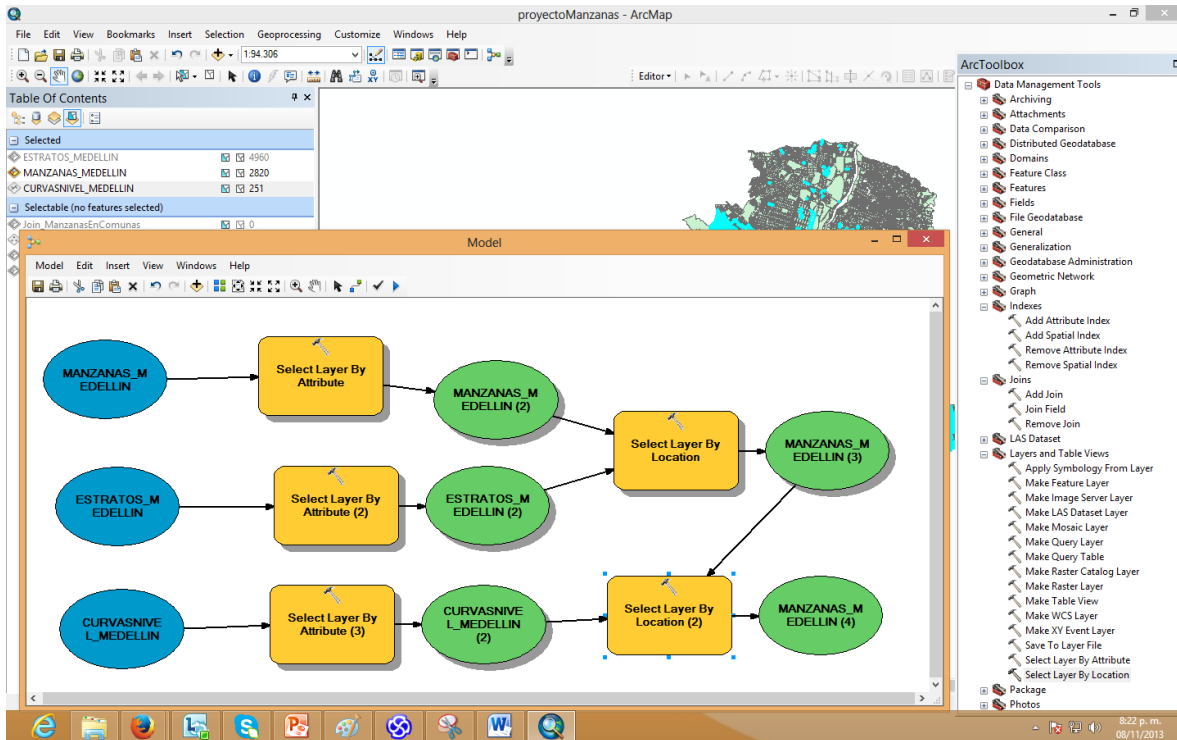 proyectoManzanas - ArcMap
File Edit View Bookmarks Insert Selection Geoprocessing Customize Windows Help
1:94.306
Editor
Table Of Contents
Selected
ESTRATOS_MEDELLIN 4960
MANZANAS_MEDELLIN 2820
CURVASNIVEL_MEDELLIN 251
Selectable (no features selected)
Join_ManzanasEnComunas 0
Model
Model Edit Insert View Windows Help
MANZANAS_M
EDELLIN
Select Layer By
Attribute
MANZANAS_M
EDELLIN (2)
Select Layer By
Location
MANZANAS_M
EDELLIN (3)
ESTRATOS_M
EDELLIN
Select Layer By
Attribute (2)
ESTRATOS_M
EDELLIN (2)
CURVASNIVE
L_MEDELLIN
Select Layer By
Attribute (3)
CURVASNIVE
L_MEDELLIN
(2)
Select Layer By
Location (2)
MANZANAS_M
EDELLIN (4)
ArcToolbox
Data Management Tools
Archiving
Attachments
Data Comparison
Distributed Geodatabase
Domains
Feature Class
Features
Fields
File Geodatabase
General
Generalization
Geodatabase Administration
Geometric Network
Graph
Indexes
Add Attribute Index
Add Spatial Index
Remove Attribute Index
Remove Spatial Index
Joins
Add Join
Join Field
Remove Join
LAS Dataset
Layers and Table Views
Apply Symbology From Layer
Make Feature Layer
Make Image Server Layer
Make LAS Dataset Layer
Make Mosaic Layer
Make Query Layer
Make Query Table
Make Raster Catalog Layer
Make Raster Layer
Make Table View
Make WCS Layer
Make XY Event Layer
Save To Layer File
Select Layer By Attribute
Select Layer By Location
Package
Photos
8:22 p. m.
08/11/2013